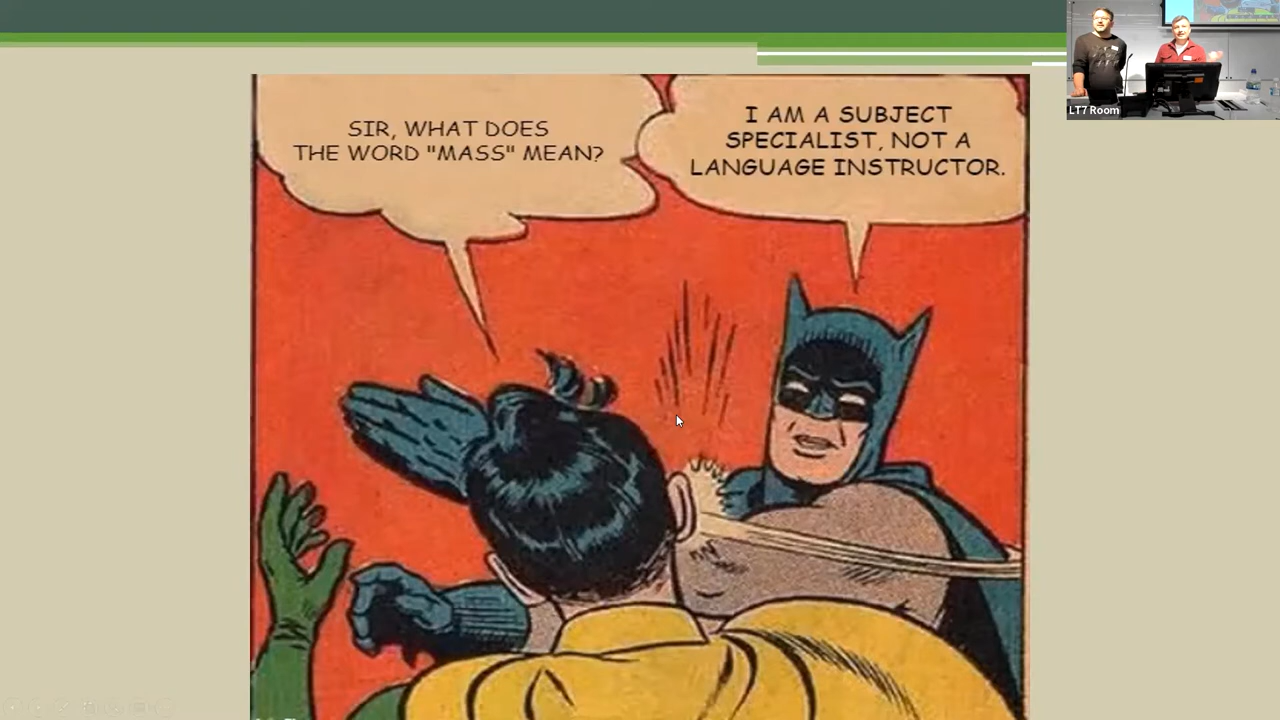 SIR, WHAT DOES
THE WORD "MASS" MEAN?
I AM A SUBJECT
SPECIALIST, NOT A
LANGUAGE INSTRUCTOR.
LT7 Room